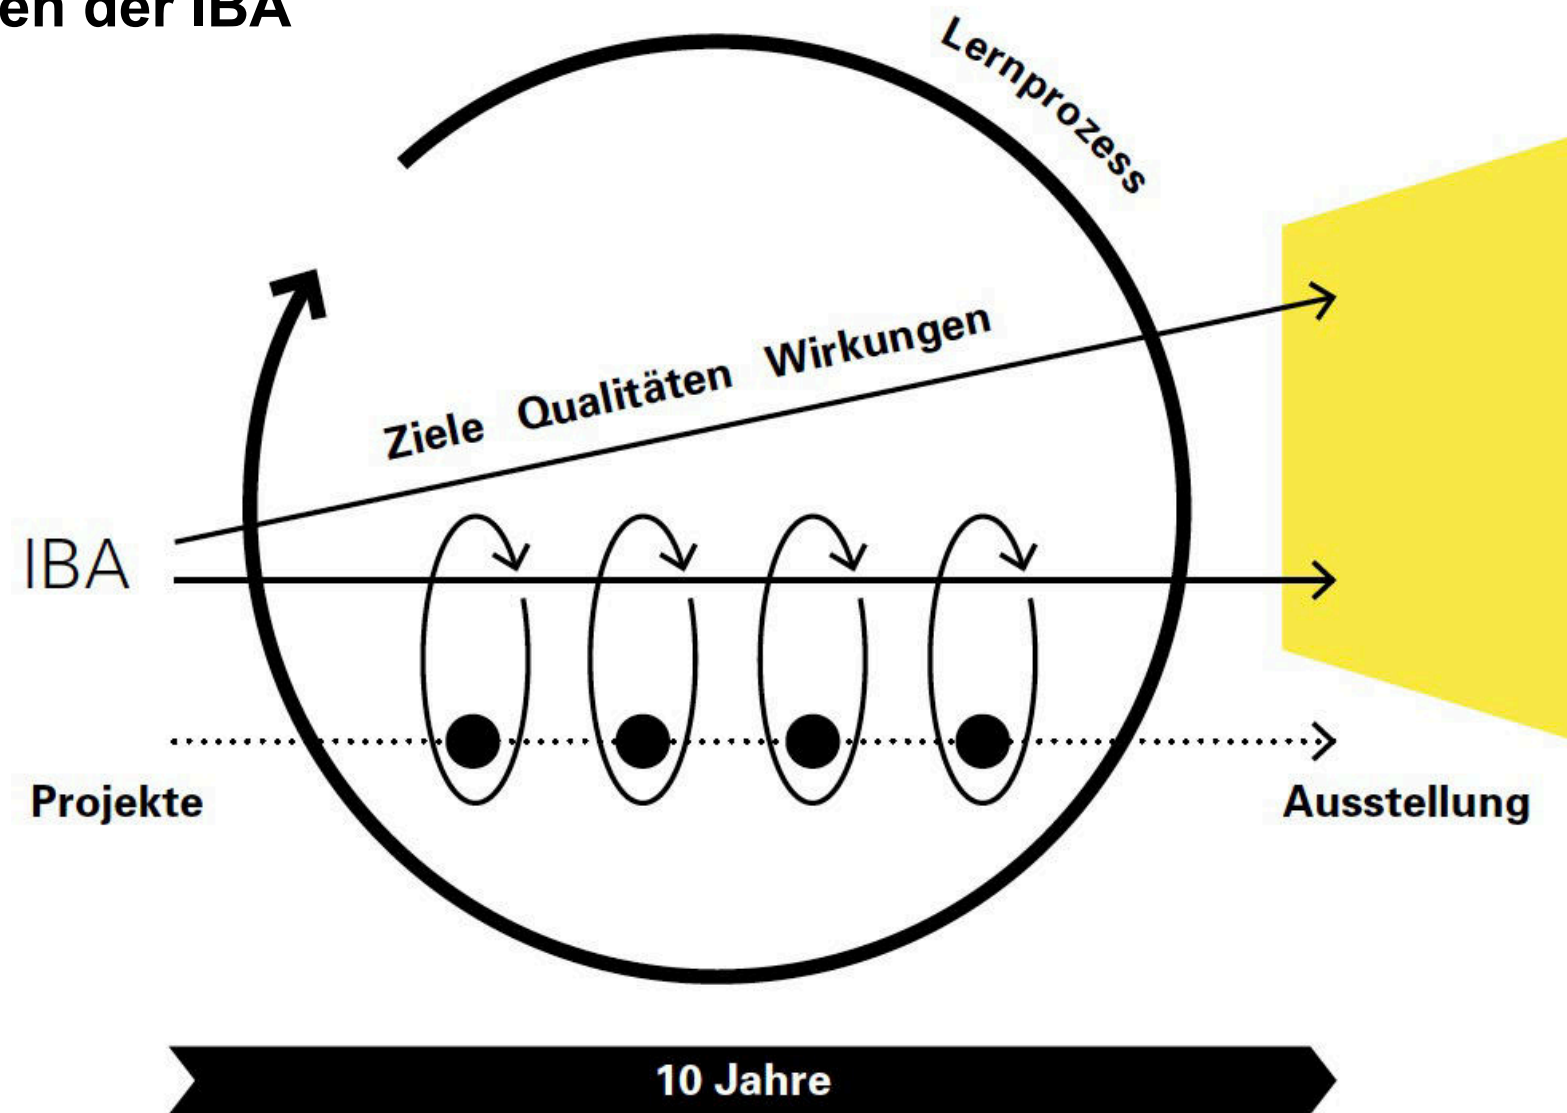 en der IBA
Lernprozess
Ziele Qualitäten Wirkungen
IBA
Projekte
Ausstellung
10 Jahre